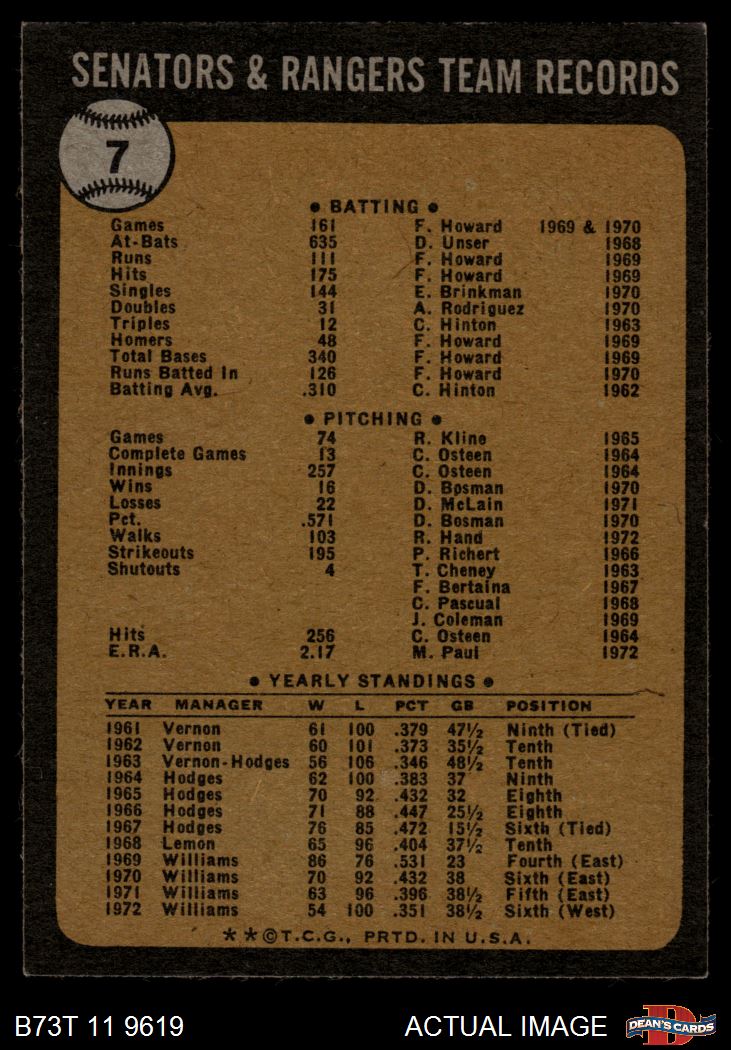 SENATORS & RANGERS TEAM RECORDS
7
• BATTING •
Games 161 F. Howard 1969 & 1970
At-Bats 635 D. Unser 1968
Runs 111 F. Howard 1969
Hits 175 F. Howard 1969
Singles 144 E. Brinkman 1970
Doubles 31 A. Rodriguez 1970
Triples 12 C. Hinton 1963
Homers 48 F. Howard 1969
Total Bases 340 F. Howard 1969
Runs Batted In 126 F. Howard 1970
Batting Avg. .310 C. Hinton 1962
• PITCHING •
Games 74 R. Kline 1965
Complete Games 13 C. Osteen 1964
Innings 257 C. Osteen 1964
Wins 16 D. Bosman 1970
Losses 22 D. McLain 1971
Pct. .571 D. Bosman 1970
Walks 103 R. Hand 1972
Strikeouts 195 P. Richert 1966
Shutouts 4 T. Cheney 1963
F. Bertaina 1967
C. Pascual 1968
J. Coleman 1969
Hits 256 C. Osteen 1964
E.R.A. 2.17 M. Paul 1972
• YEARLY STANDINGS •
YEAR MANAGER W L PCT GB POSITION
1961 Vernon 61 100 .379 47½ Ninth (Tied)
1962 Vernon 60 101 .373 35½ Tenth
1963 Vernon-Hodges 56 106 .346 48½ Tenth
1964 Hodges 62 100 .383 37 Ninth
1965 Hodges 70 92 .432 32 Eighth
1966 Hodges 71 88 .447 25½ Eighth
1967 Hodges 76 85 .472 15½ Sixth (Tied)
1968 Lemon 65 96 .404 37½ Tenth
1969 Williams 86 76 .531 23 Fourth (East)
1970 Williams 70 92 .432 38 Sixth (East)
1971 Williams 63 96 .396 38½ Fifth (East)
1972 Williams 54 100 .351 38½ Sixth (West)
**©T.C.G., PRTD. IN U.S.A.
B73T 11 9619 ACTUAL IMAGE D DEAN'S CARDS